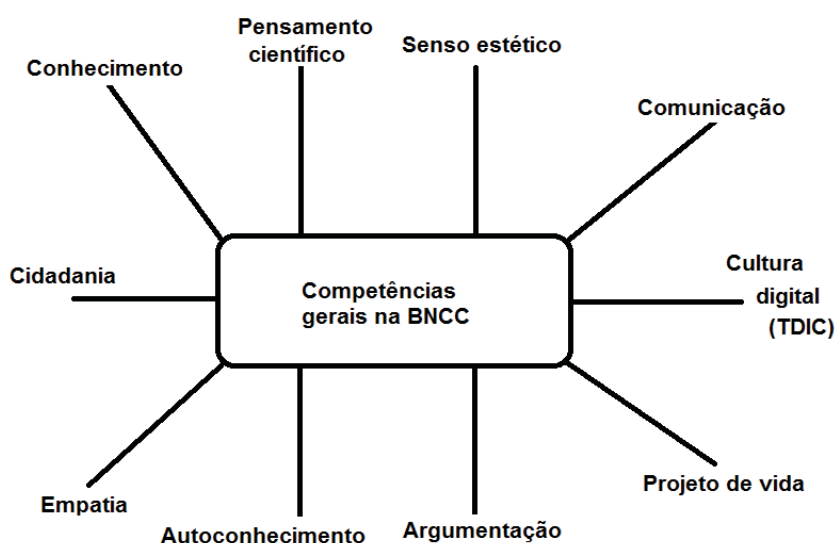 Pensamento
científico
Senso estético
Conhecimento
Comunicação
Cidadania
Competências
gerais na BNCC
Cultura
digital
(TDIC)
Empatia
Autoconhecimento
Argumentação
Projeto de vida